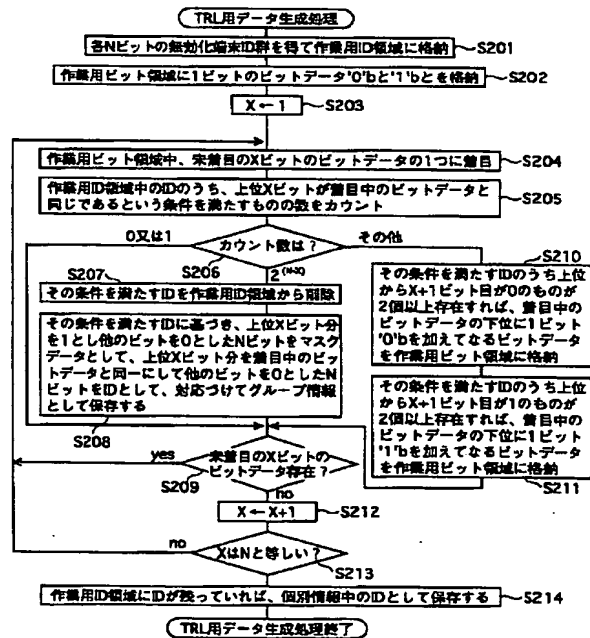 TRL用データ生成処理
各Nビットの無効化端末ID群を得て作業用ID領域に格納
S201
作業用ビット領域に1ビットのビットデータ'0'bと'1'bとを格納
S202
X ← 1
S203
作業用ビット領域中、未着目のXビットのビットデータの1つに着目
S204
作業用ID領域中のIDのうち、上位Xビットが着目中のビットデータと
同じであるという条件を満たすものの数をカウント
S205
0又は1
カウント数は?
その他
S206
2(N-X)
S207
その条件を満たすIDを作業用ID領域から削除
その条件を満たすIDに基づき、上位Xビット分
を1とし他のビットを0としたNビットをマスク
データとして、上位Xビット分を着目中のビッ
トデータと同一にして他のビットを0としたN
ビットをIDとして、対応づけてグループ情報
として保存する
S208
S210
その条件を満たすIDのうち上位
からX+1ビット目が0のものが
2個以上存在すれば、着目中の
ビットデータの下位に1ビット
'0'bを加えてなるビットデータ
を作業用ビット領域に格納
その条件を満たすIDのうち上位
からX+1ビット目が1のものが
2個以上存在すれば、着目中の
ビットデータの下位に1ビット
'1'bを加えてなるビットデータ
を作業用ビット領域に格納
S211
yes
未着目のXビットの
ビットデータ存在?
S209
no
X ← X+1
S212
no
XはNと等しい?
S213
作業用ID領域にIDが残っていれば、個別情報中のIDとして保存する
S214
TRL用データ生成処理終了